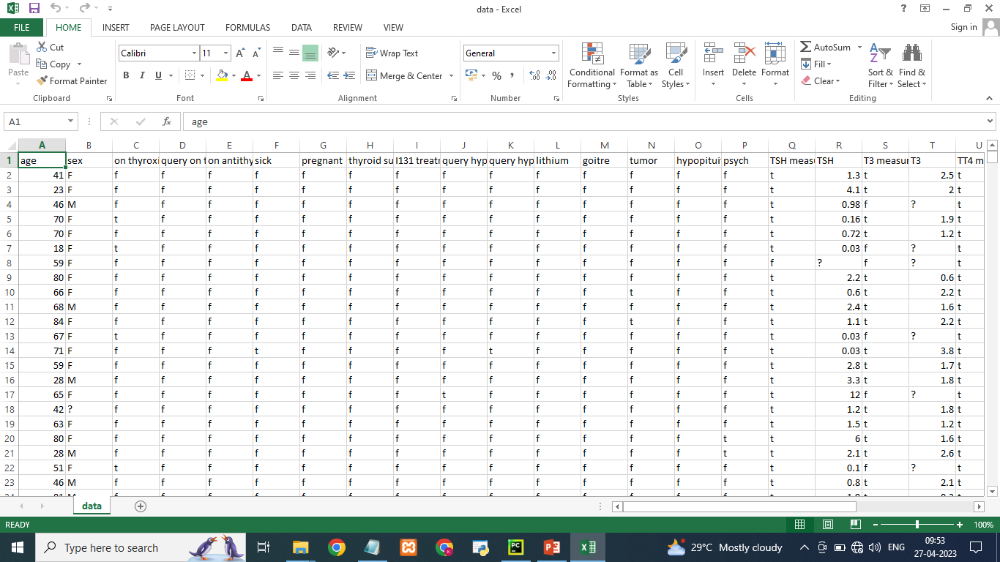 data - Excel
FILE HOME INSERT PAGE LAYOUT FORMULAS DATA REVIEW VIEW Sign in
Paste Cut Copy Format Painter Clipboard
Calibri 11 B I U A Font
Wrap Text Merge & Center Alignment
General % Number
Conditional Formatting Format as Table Cell Styles Styles
Insert Delete Format Cells
AutoSum Fill Clear Sort & Filter Find & Select Editing
A1 fx age
A B C D E F G H I J K L M N O P Q R S T U
1 age sex on thyroxi query on t on antithy sick pregnant thyroid su I131 treatr query hyp query hyp lithium goitre tumor hypopitui psych TSH measu TSH T3 measur T3 TT4 m
2 41 F f f f f f f f f f f f f f f t 1.3 t 2.5 t
3 23 F f f f f f f f f f f f f f f t 4.1 t 2 t
4 46 M f f f f f f f f f f f f f f t 0.98 f ? t
5 70 F t f f f f f f f f f f f f f t 0.16 t 1.9 t
6 70 F f f f f f f f f f f f f f f t 0.72 t 1.2 t
7 18 F t f f f f f f f f f f f f f t 0.03 f ? t
8 59 F f f f f f f f f f f f f f f f ? f ? t
9 80 F f f f f f f f f f f f f f f t 2.2 t 0.6 t
10 66 F f f f f f f f f f f f t f f t 0.6 t 2.2 t
11 68 M f f f f f f f f f f f f f f t 2.4 t 1.6 t
12 84 F f f f f f f f f f f f t f f t 1.1 t 2.2 t
13 67 F t f f f f f f f f f f f f f t 0.03 f ? t
14 71 F f f f t f f f f t f f f f f t 0.03 t 3.8 t
15 59 F f f f f f f f f f f f f f f t 2.8 t 1.7 t
16 28 M f f f f f f f f f f f f f f t 3.3 t 1.8 t
17 65 F f f f f f f f t f f f f f f t 12 f ? t
18 42 ? f f f f f f f f f f f f f f t 1.2 t 1.8 t
19 63 F f f f f f f f f f f f f f f t 1.5 t 1.2 t
20 80 F f f f f f f f f f f f f f t t 6 t 1.6 t
21 28 M f f f f f f f f f f f f f t t 2.1 t 2.6 t
22 51 F t f f f f f f f f f f f f f t 0.1 f ? t
23 46 M f f f f f f f f f f f f f f t 0.8 t 2.1 t
data
READY 100%
Type here to search 29°C Mostly cloudy ENG 09:53
27-04-2023